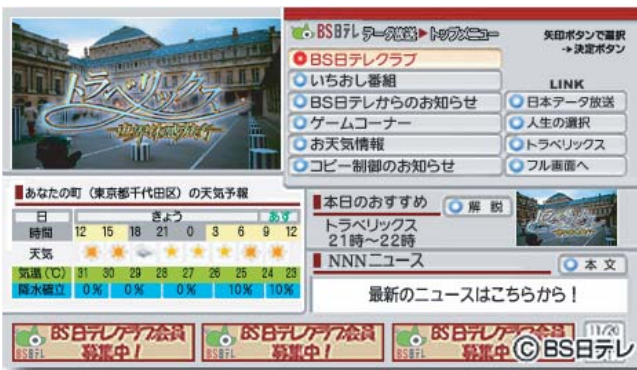 トラベリックス
世界体感旅行
BS日テレ データ放送▶トップメニュー
矢印ボタンで選択
→決定ボタン
BS日テレクラブ
いちおし番組
BS日テレからのお知らせ
ゲームコーナー
お天気情報
コピー制御のお知らせ
LINK
日本データ放送
人生の選択
トラベリックス
フル画面へ
あなたの町(東京都千代田区)の天気予報
日 きょう あす
時間 12 15 18 21 0 3 6 9 12
天気
気温(℃) 31 30 29 28 27 26 25 24 23
降水確立 0% 0% 0% 10% 10%
本日のおすすめ
解 説
トラベリックス
21時〜22時
トラベリックス
NNNニュース
本 文
最新のニュースはこちらから!
BS日テレ BS日テレクラブ会員
募集中!
BS日テレ BS日テレクラブ会員
募集中!
BS日テレ BS日テレクラブ会員
募集中!
11/20
©BS日テレ